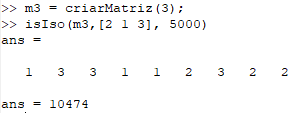 >> m3 = criarMatriz(3);
>> isIso(m3,[2 1 3], 5000)
ans =
1 3 3 1 1 2 3 2 2
ans = 10474